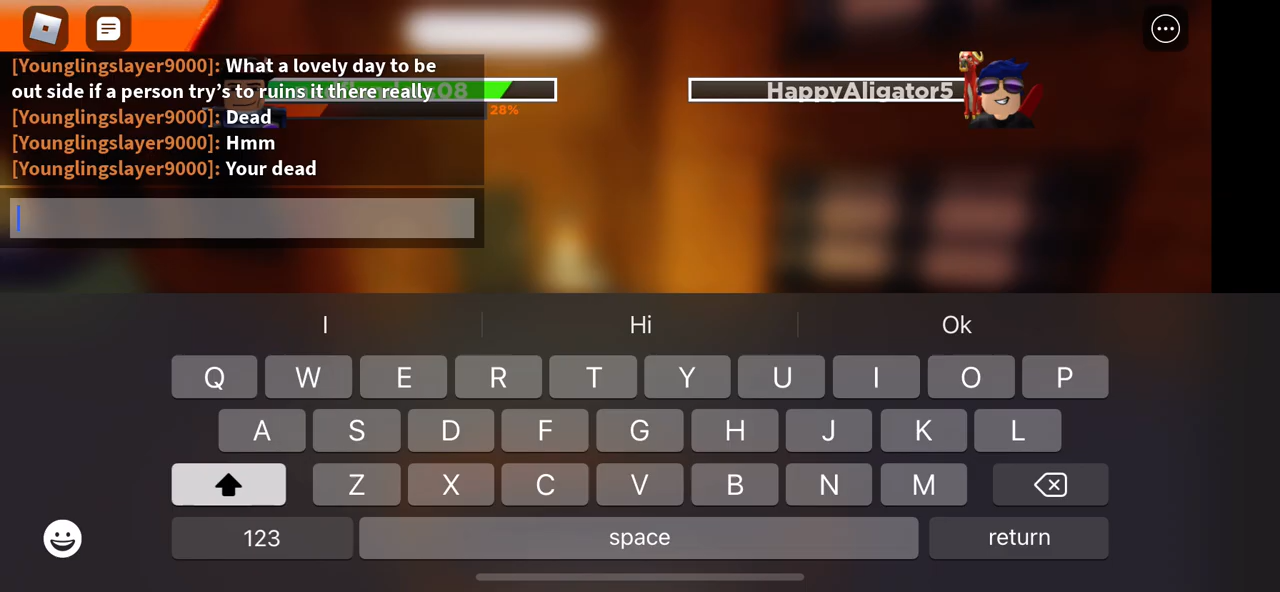 [Younglingslayer9000]: What a lovely day to be
out side if a person try’s to ruins it there really
[Younglingslayer9000]: Dead
[Younglingslayer9000]: Hmm
[Younglingslayer9000]: Your dead
08
28%
HappyAligator5
I Hi Ok
Q W E R T Y U I O P
A S D F G H J K L
Z X C V B N M
123 space return